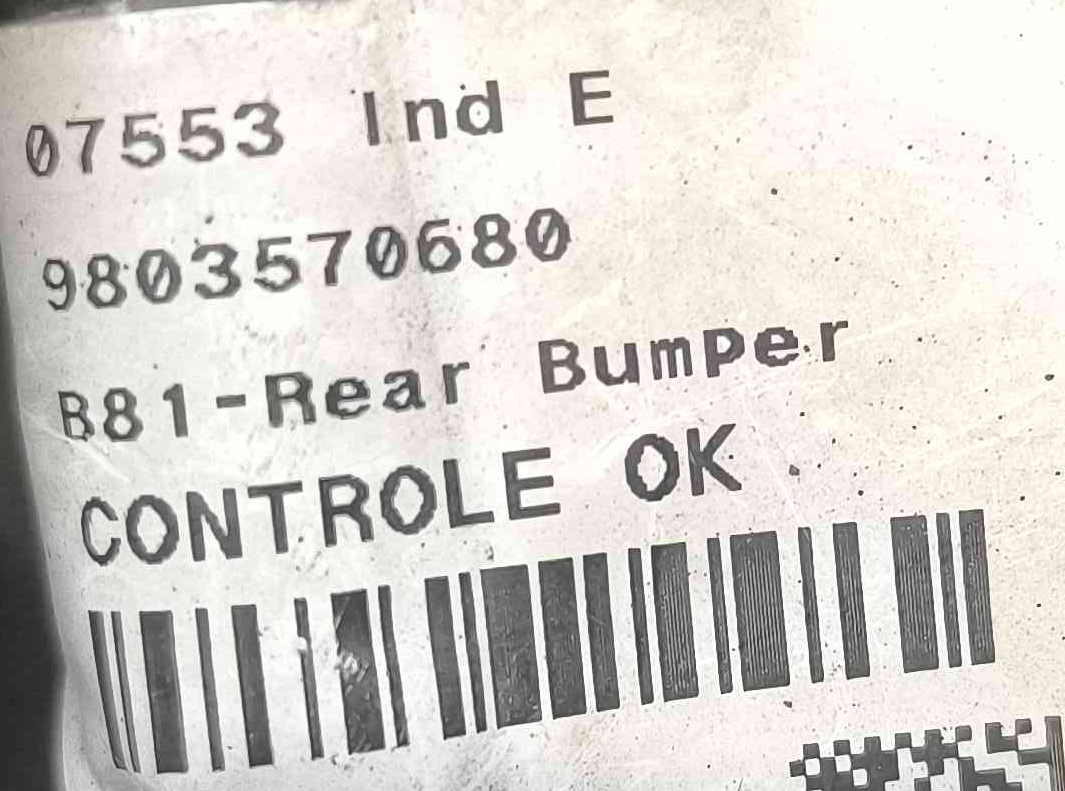 07553 Ind E
9803570680
B81-Rear Bumper
CONTROLE OK